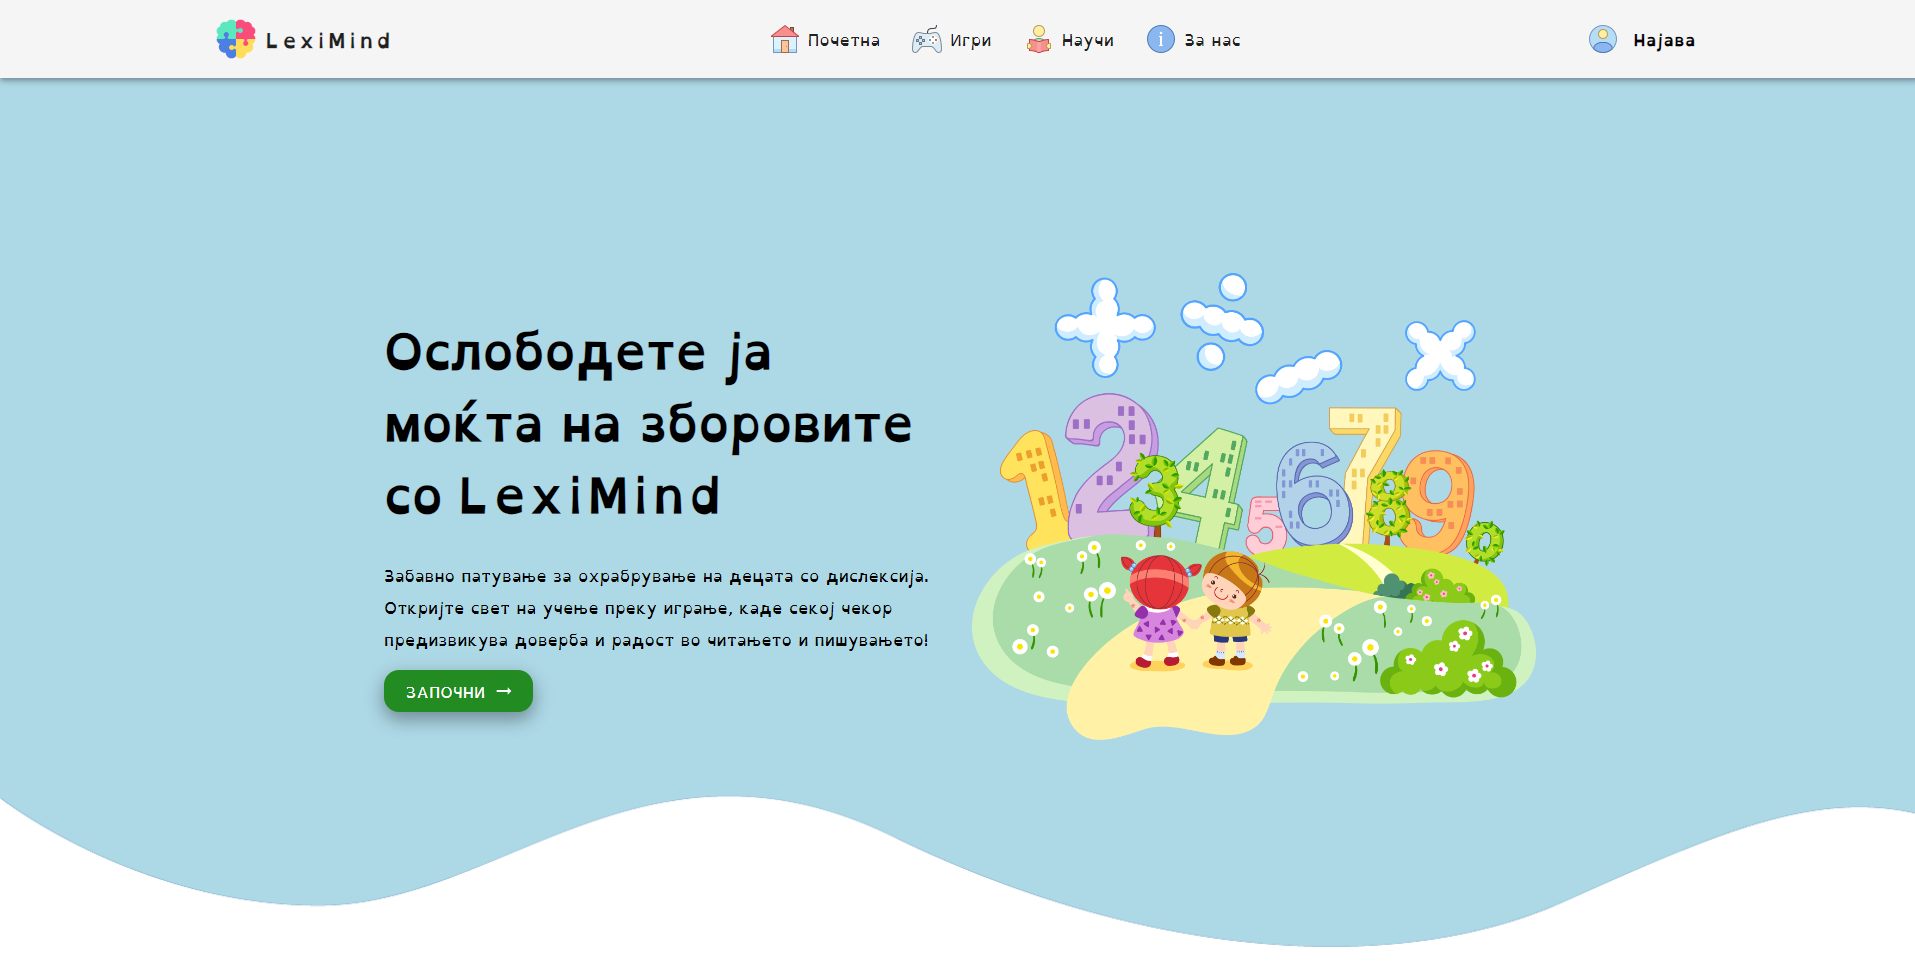 LexiMind
Почетна
Игри
Научи
За нас
Најава
Ослободете ја
моќта на зборовите
со LexiMind
Забавно патување за охрабрување на децата со дислексија.
Откријте свет на учење преку играње, каде секој чекор
предизвикува доверба и радост во читањето и пишувањето!
ЗАПОЧНИ →
1 2 3 4 5 6 7 8 9 0